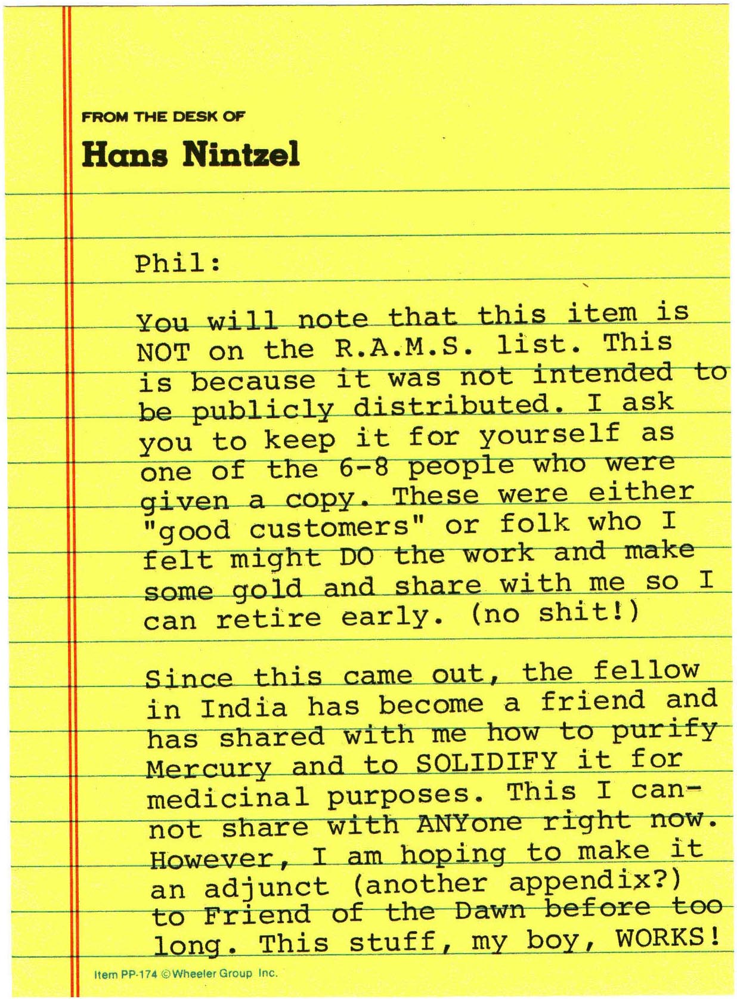 FROM THE DESK OF
Hans Nintzel
Phil:
You will note that this item is
NOT on the R.A.M.S. list. This
is because it was not intended to
be publicly distributed. I ask
you to keep it for yourself as
one of the 6-8 people who were
given a copy. These were either
"good customers" or folk who I
felt might DO the work and make
some gold and share with me so I
can retire early. (no shit!)
Since this came out, the fellow
in India has become a friend and
has shared with me how to purify
Mercury and to SOLIDIFY it for
medicinal purposes. This I can-
not share with ANYone right now.
However, I am hoping to make it
an adjunct (another appendix?)
to Friend of the Dawn before too
long. This stuff, my boy, WORKS!
Item PP-174 © Wheeler Group Inc.